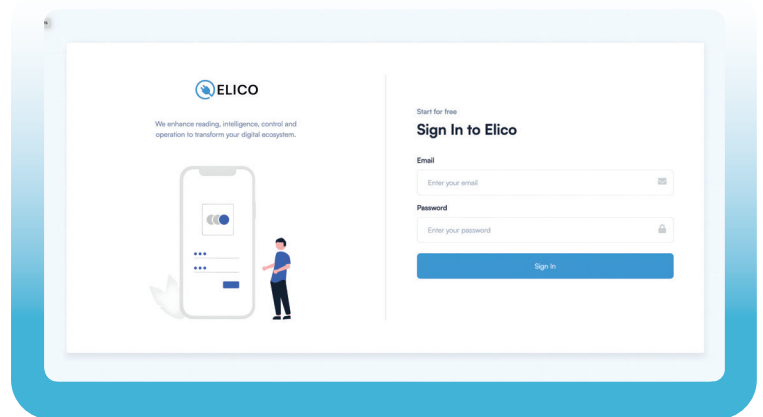 ELICO
We enhance reading, intelligence, control and
operation to transform your digital ecosystem.
Start for free
Sign In to Elico
Email
Enter your email
Password
Enter your password
Sign In